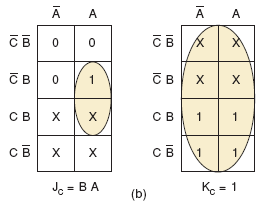 A̅ A A̅ A
C̅ B̅ 0 0 C̅ B̅ X X
C̅ B 0 1 C̅ B X X
C B X X C B 1 1
C B̅ X X C B̅ 1 1
J_C = B A (b) K_C = 1